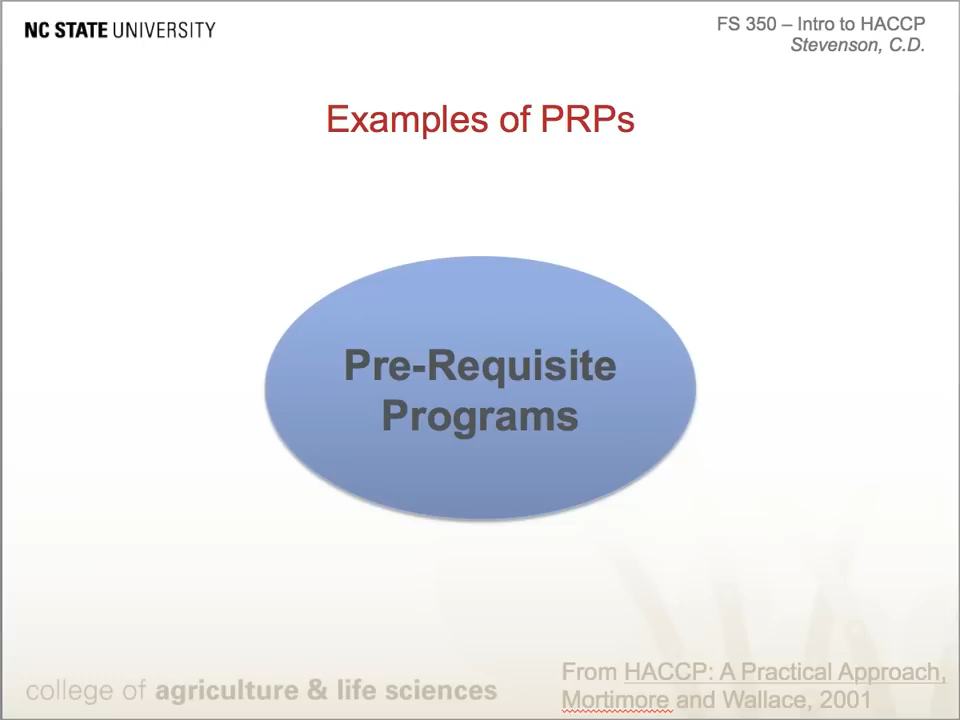 NC STATE UNIVERSITY
FS 350 – Intro to HACCP
Stevenson, C.D.
Examples of PRPs
Pre-Requisite
Programs
From HACCP: A Practical Approach,
Mortimore and Wallace, 2001
college of agriculture & life sciences